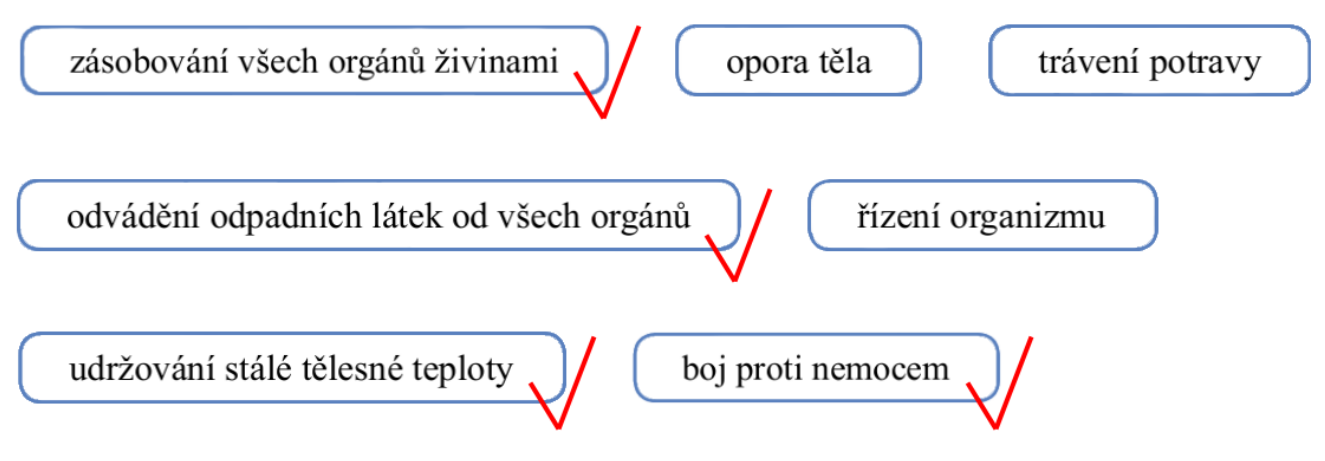 zásobování všech orgánů živinami opora těla trávení potravy
odvádění odpadních látek od všech orgánů řízení organizmu
udržování stálé tělesné teploty boj proti nemocem